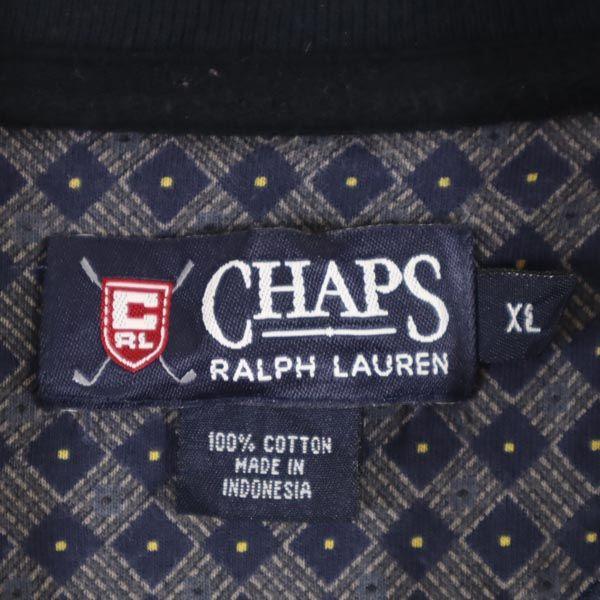 C
RL
CHAPS
RALPH LAUREN
XL
100% COTTON
MADE IN
INDONESIA